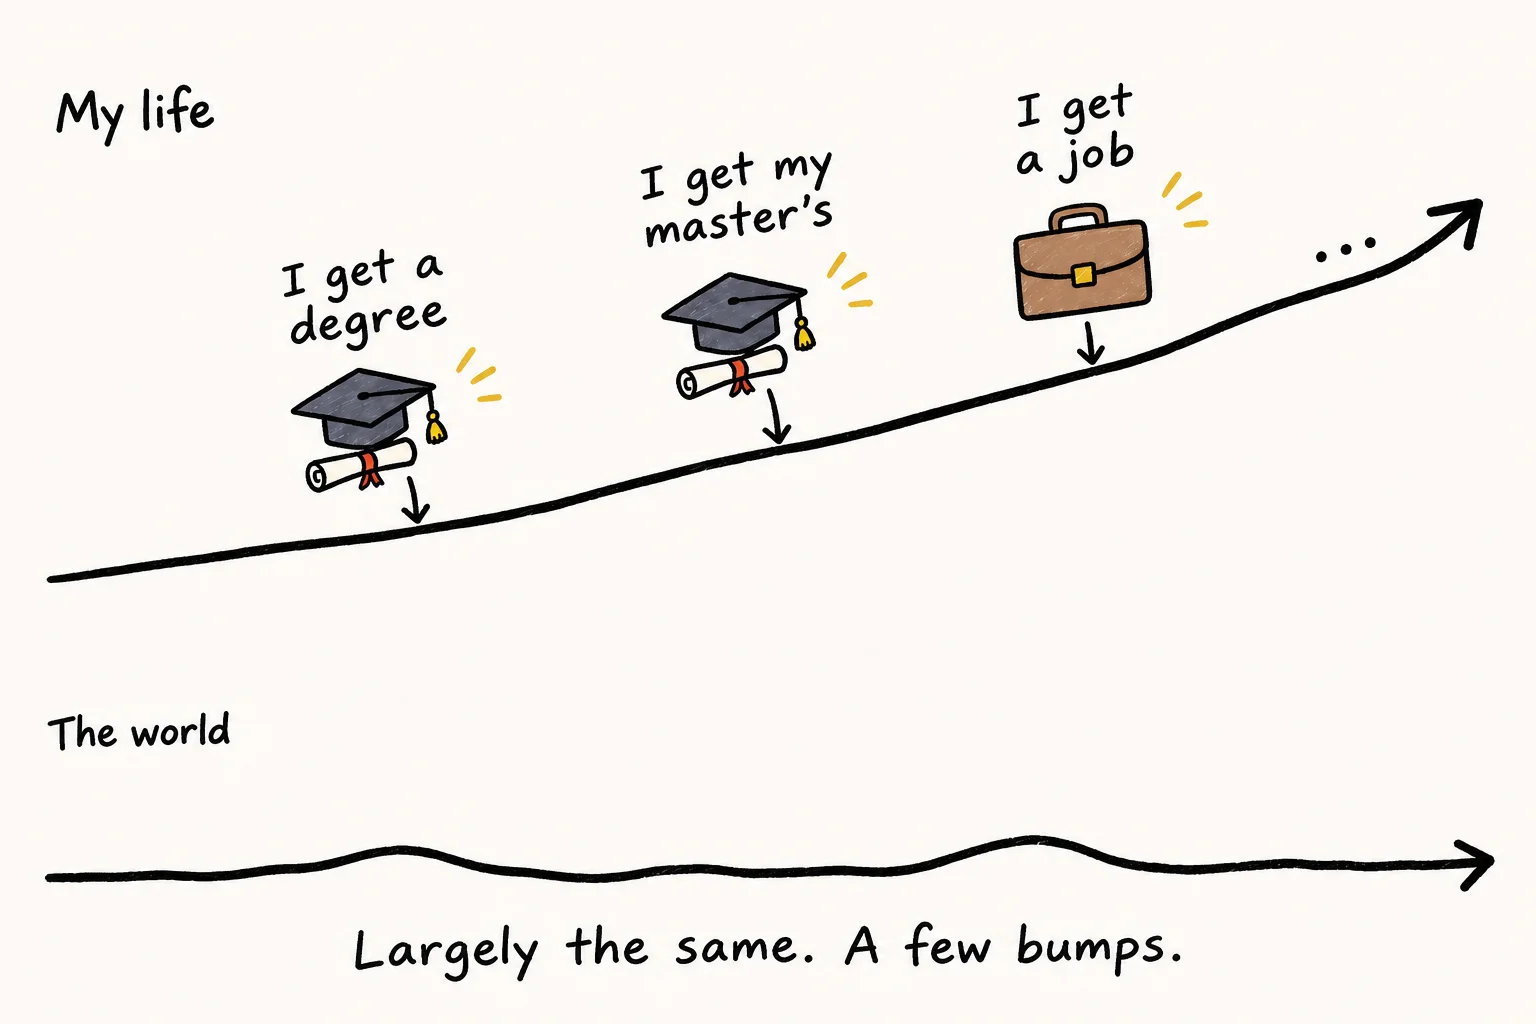 My life
I get a
degree
I get my
master's
I get
a job
...
The world
Largely the same. A few bumps.